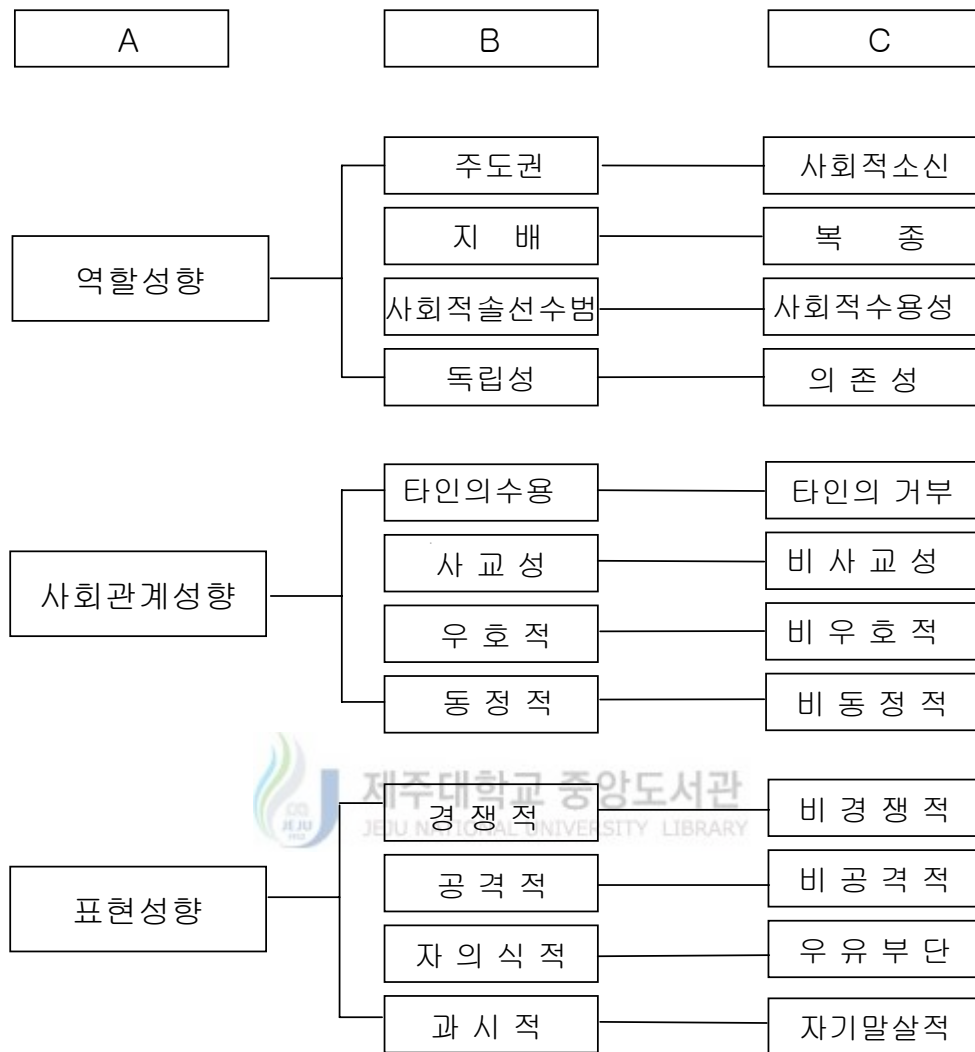 A B C
주도권 사회적소신
지 배 복 종
역할성향
사회적솔선수범 사회적수용성
독립성 의 존 성
타인의수용 타인의 거부
사 교 성 비 사 교 성
사회관계성향
우 호 적 비 우 호 적
동 정 적 비 동 정 적
제주대학교 중앙도서관
JEJU NATIONAL UNIVERSITY LIBRARY
JEJU
1952
경 쟁 적 비 경 쟁 적
공 격 적 비 공 격 적
표현성향
자 의 식 적 우 유 부 단
과 시 적 자기말살적